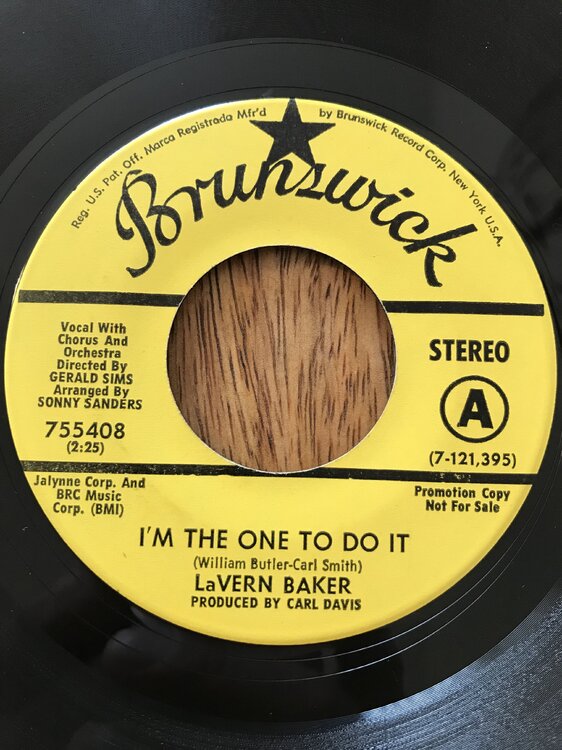 Reg. U.S. Pat. Off. Marca Registrada Mfr'd by Brunswick Record Corp. New York U.S.A.
Brunswick
Vocal With
Chorus And
Orchestra
Directed By
GERALD SIMS
Arranged By
SONNY SANDERS
755408
(2:25)
STEREO
A
(7-121,395)
Jalynne Corp. And
BRC Music
Corp. (BMI)
Promotion Copy
Not For Sale
I'M THE ONE TO DO IT
(William Butler-Carl Smith)
LaVERN BAKER
PRODUCED BY CARL DAVIS